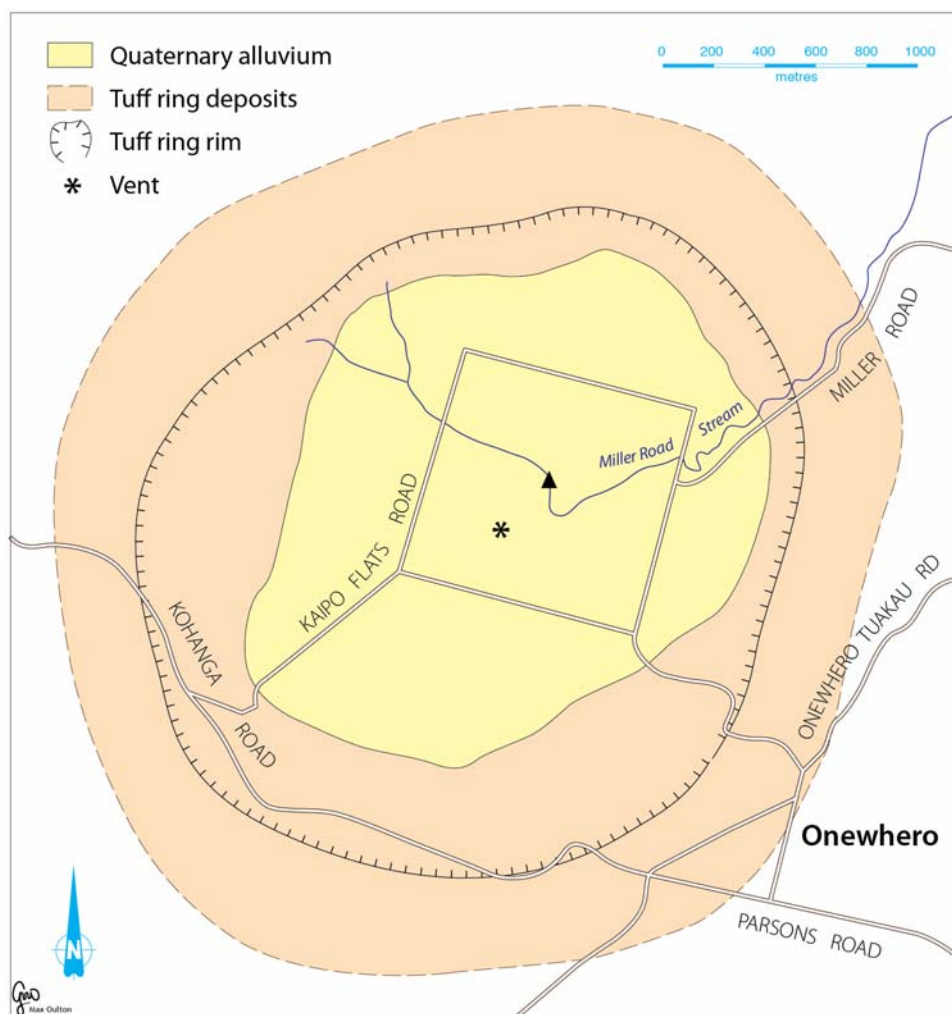 Quaternary alluvium
Tuff ring deposits
Tuff ring rim
Vent
0 200 400 600 800 1000
metres
MILLER ROAD
Miller Road Stream
KAIPO FLATS ROAD
KOHANGA ROAD
ONEWHERO TUAKAU RD
Onewhero
PARSONS ROAD
N
Max Oulton